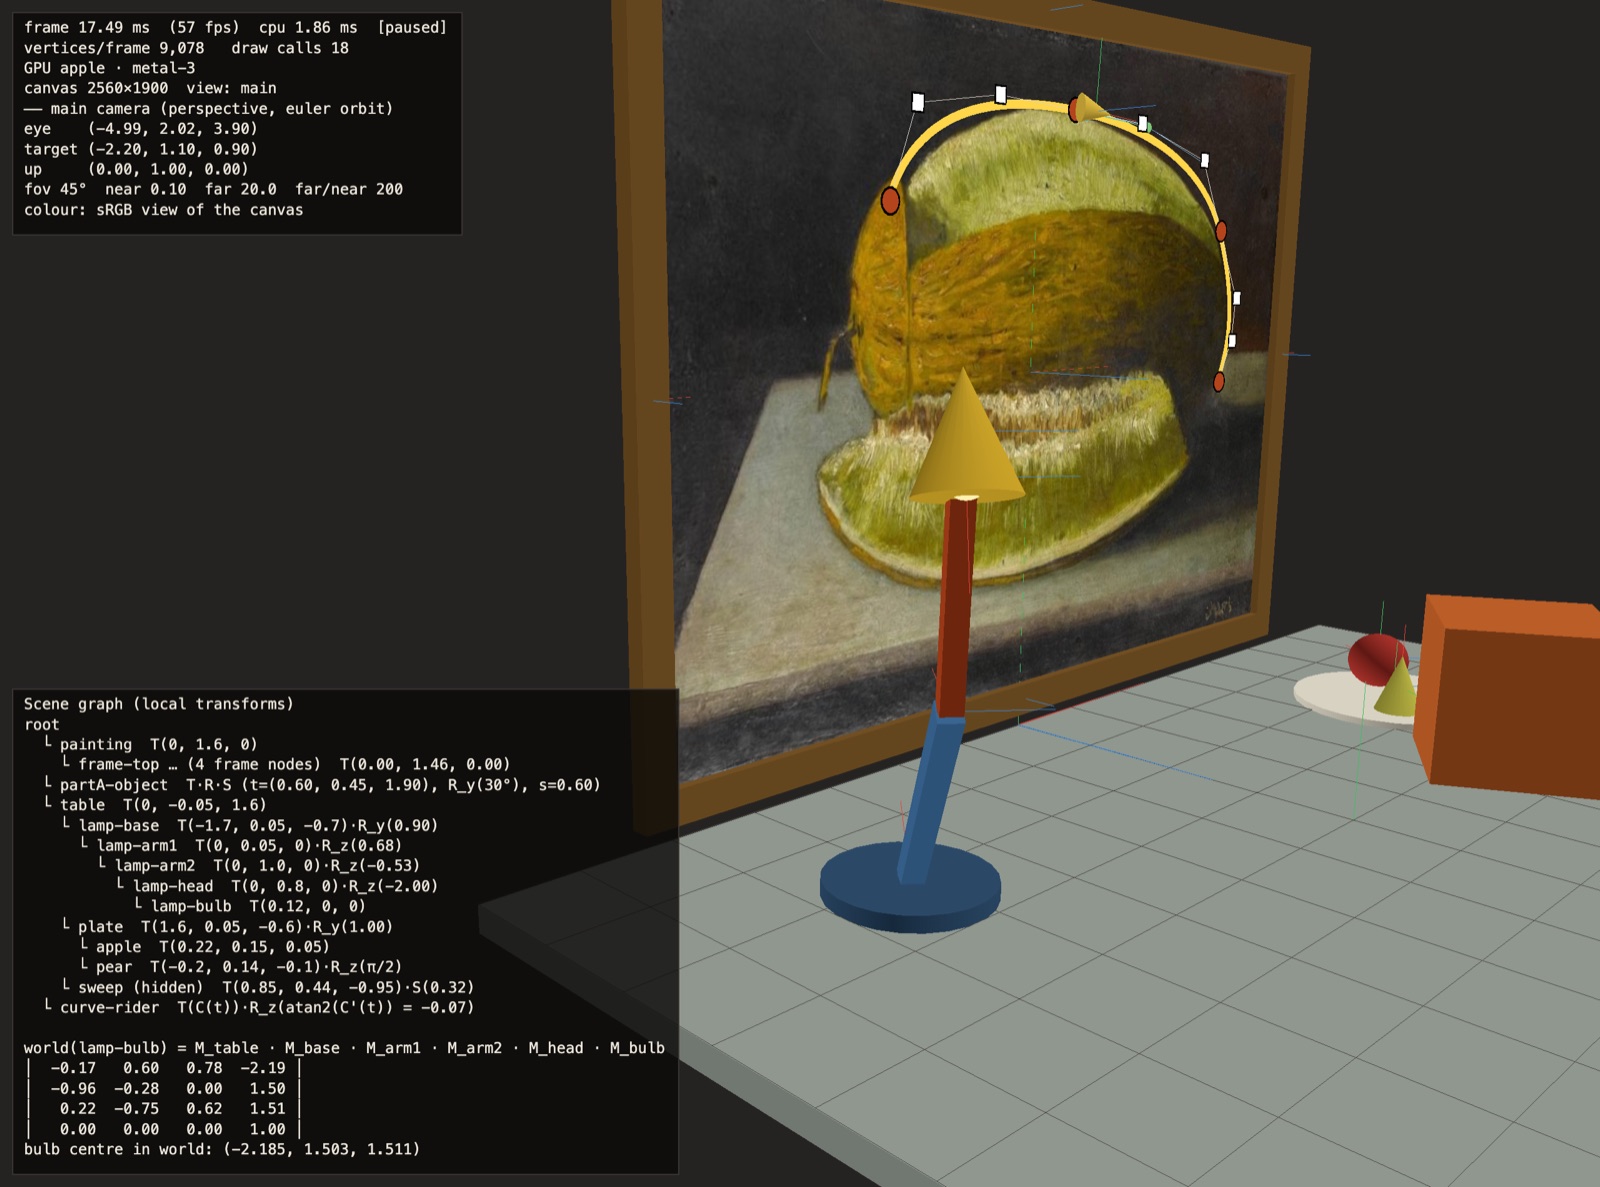 frame 17.49 ms  (57 fps)  cpu 1.86 ms  [paused]
vertices/frame 9,078   draw calls 18
GPU apple · metal-3
canvas 2560×1900  view: main
── main camera (perspective, euler orbit)
eye    (−4.99, 2.02, 3.90)
target (−2.20, 1.10, 0.90)
up     (0.00, 1.00, 0.00)
fov 45°  near 0.10  far 20.0  far/near 200
colour: sRGB view of the canvas
Scene graph (local transforms)
root
  └ painting  T(0, 1.6, 0)
    └ frame-top … (4 frame nodes)  T(0.00, 1.46, 0.00)
  └ partA-object  T·R·S (t=(0.60, 0.45, 1.90), R_y(30°), s=0.60)
  └ table  T(0, -0.05, 1.6)
    └ lamp-base  T(−1.7, 0.05, −0.7)·R_y(0.90)
      └ lamp-arm1  T(0, 0.05, 0)·R_z(0.68)
        └ lamp-arm2  T(0, 1.0, 0)·R_z(−0.53)
          └ lamp-head  T(0, 0.8, 0)·R_z(−2.00)
            └ lamp-bulb  T(0.12, 0, 0)
    └ plate  T(1.6, 0.05, −0.6)·R_y(1.00)
      └ apple  T(0.22, 0.15, 0.05)
      └ pear  T(−0.2, 0.14, −0.1)·R_z(π/2)
    └ sweep (hidden)  T(0.85, 0.44, −0.95)·S(0.32)
  └ curve-rider  T(C(t))·R_z(atan2(C'(t)) = −0.07)
world(lamp-bulb) = M_table · M_base · M_arm1 · M_arm2 · M_head · M_bulb
│  −0.17   0.60   0.78  −2.19 │
│  −0.96  −0.28   0.00   1.50 │
│   0.22  −0.75   0.62   1.51 │
│   0.00   0.00   0.00   1.00 │
bulb centre in world: (−2.185, 1.503, 1.511)